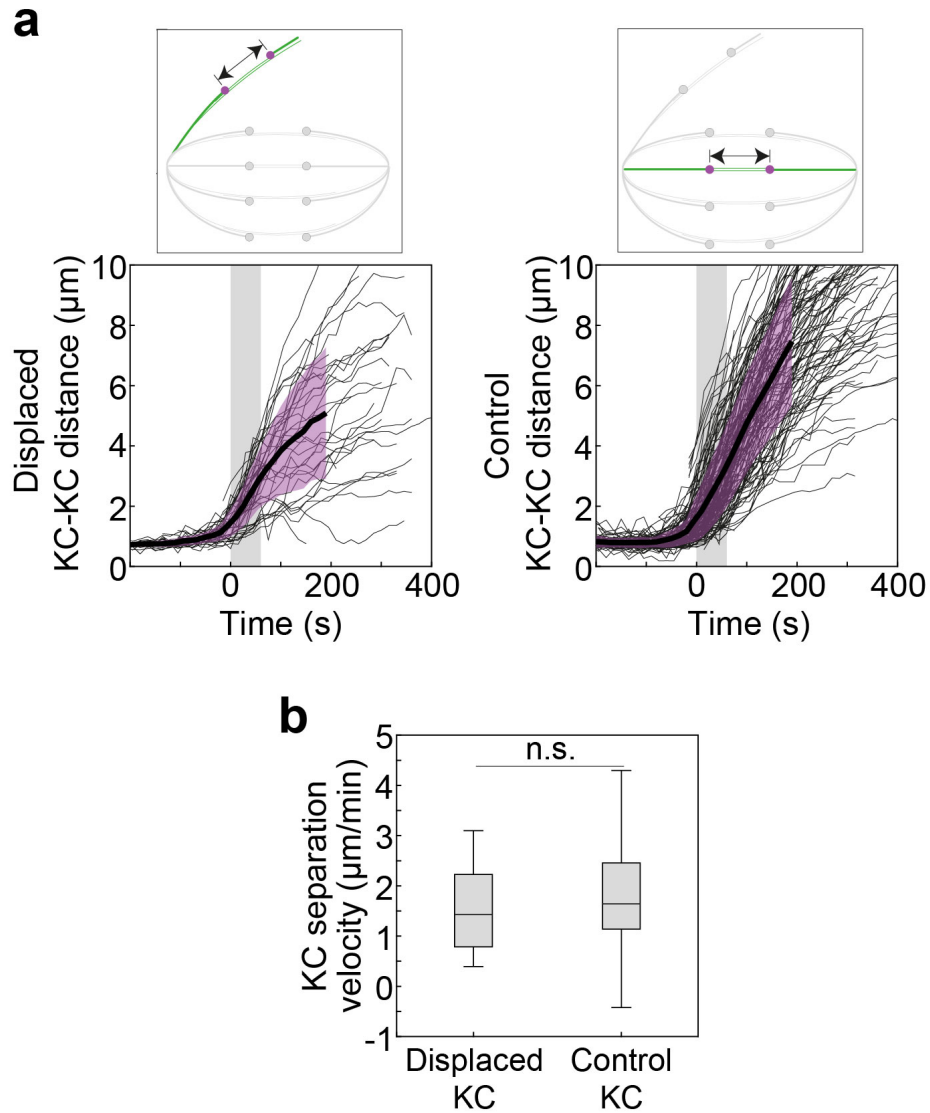 a
Displaced
KC-KC distance (µm)
10
8
6
4
2
0
0 200 400
Time (s)
Control
KC-KC distance (µm)
10
8
6
4
2
0
0 200 400
Time (s)
b
KC separation
velocity (µm/min)
5
4
3
2
1
0
-1
n.s.
Displaced
KC
Control
KC